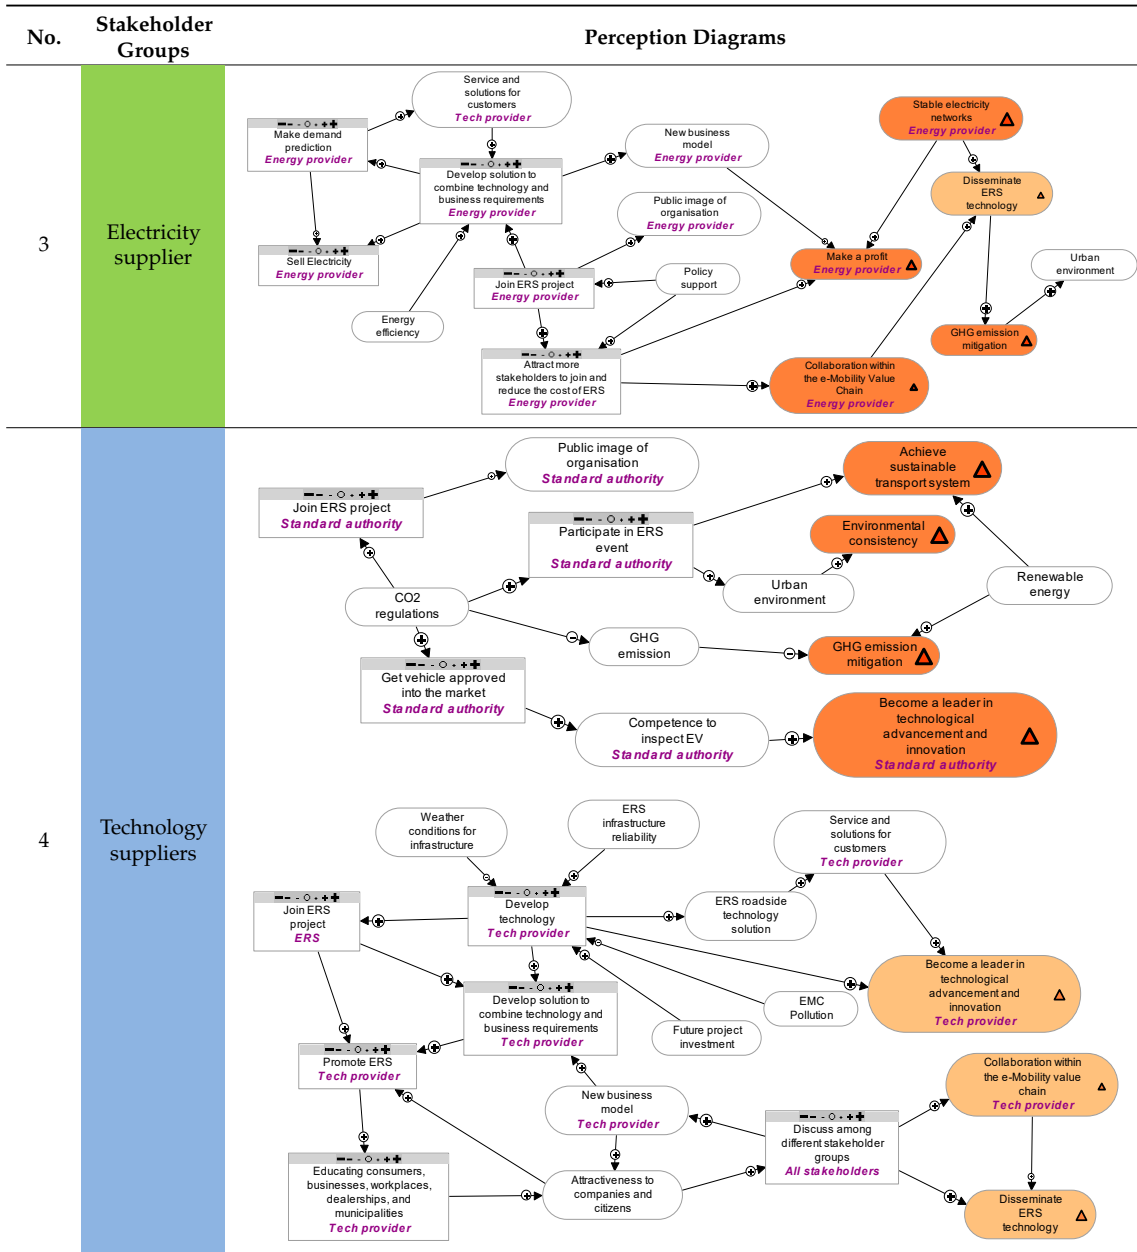 No.
Stakeholder
Groups
Perception Diagrams
3
Electricity
supplier
Service and
solutions for
customers
Tech provider
Make demand
prediction
Energy provider
Develop solution to
combine technology and
business requirements
Energy provider
New business
model
Energy provider
Public image of
organisation
Energy provider
Sell Electricity
Energy provider
Join ERS project
Energy provider
Policy
support
Energy
efficiency
Attract more
stakeholders to join and
reduce the cost of ERS
Energy provider
Stable electricity
networks
Energy provider
Disseminate
ERS
technology
Make a profit
Energy provider
Urban
environment
GHG emission
mitigation
Collaboration within
the e-Mobility Value
Chain
Energy provider
4
Technology
suppliers
Public image of
organisation
Standard authority
Achieve
sustainable
transport system
Join ERS project
Standard authority
Participate in ERS
event
Standard authority
Environmental
consistency
CO2
regulations
Urban
environment
Renewable
energy
GHG
emission
GHG emission
mitigation
Get vehicle approved
into the market
Standard authority
Competence to
inspect EV
Standard authority
Become a leader in
technological
advancement and
innovation
Standard authority
Weather
conditions for
infrastructure
ERS
infrastructure
reliability
Service and
solutions for
customers
Tech provider
Join ERS
project
ERS
Develop
technology
Tech provider
ERS roadside
technology
solution
Become a leader in
technological
advancement and
innovation
Tech provider
Develop solution to
combine technology and
business requirements
Tech provider
EMC
Pollution
Future project
investment
Promote ERS
Tech provider
New business
model
Tech provider
Collaboration within
the e-Mobility value
chain
Tech provider
Discuss among
different stakeholder
groups
All stakeholders
Educating consumers,
businesses, workplaces,
dealerships, and
municipalities
Tech provider
Attractiveness to
companies and
citizens
Disseminate
ERS
technology